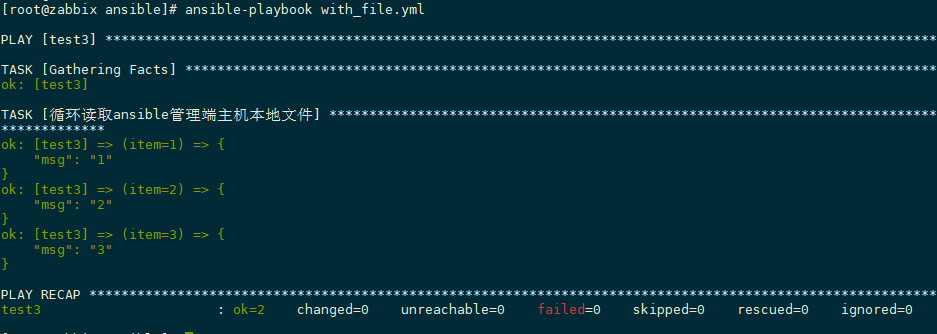 [root@zabbix ansible]# ansible-playbook with_file.yml
PLAY [test3] ********************************************************************************************************
TASK [Gathering Facts] **********************************************************************************************
ok: [test3]
TASK [循环读取ansible管理端主机本地文件] ****************************************************************************
*************
ok: [test3] => (item=1) => {
    "msg": "1"
}
ok: [test3] => (item=2) => {
    "msg": "2"
}
ok: [test3] => (item=3) => {
    "msg": "3"
}
PLAY RECAP **********************************************************************************************************
test3                      : ok=2    changed=0    unreachable=0    failed=0    skipped=0    rescued=0    ignored=0